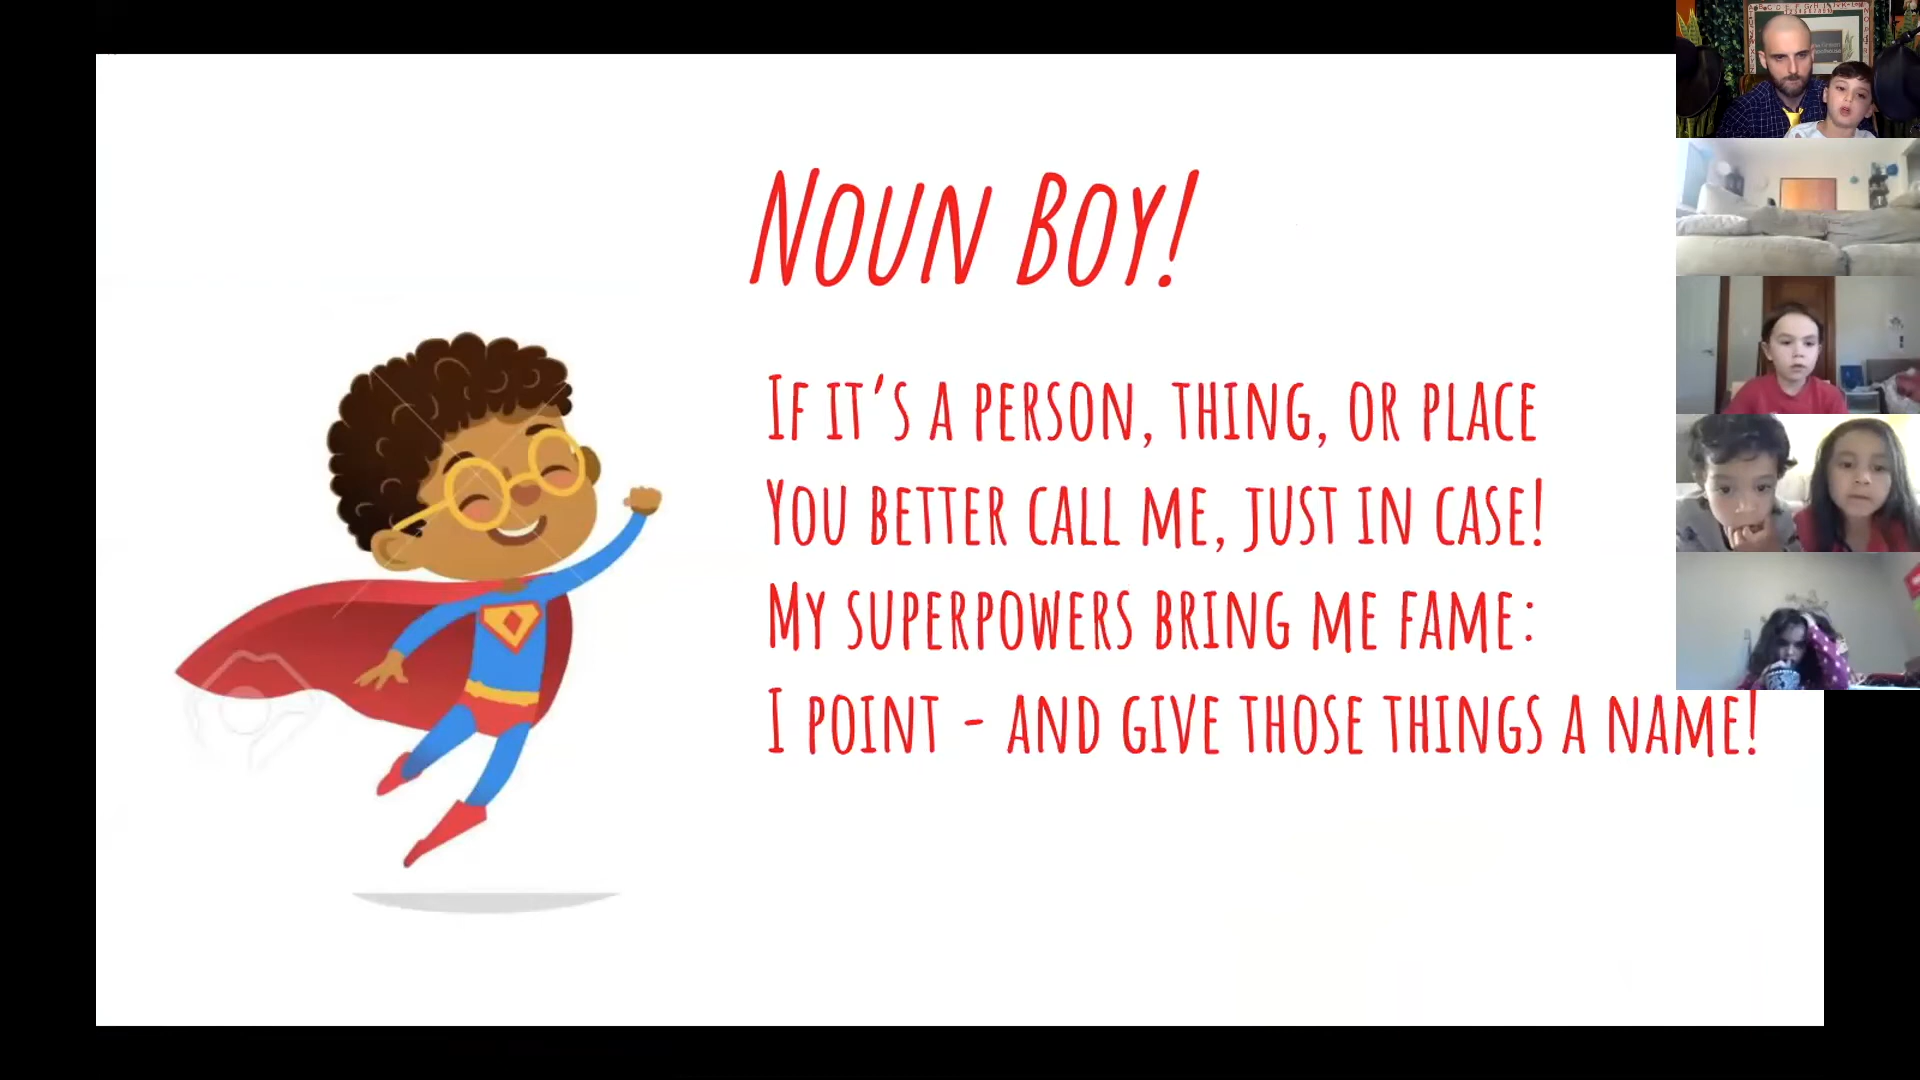 Noun Boy!
If it's a person, thing, or place
You better call me, just in case!
My superpowers bring me fame:
I point - and give those things a name!